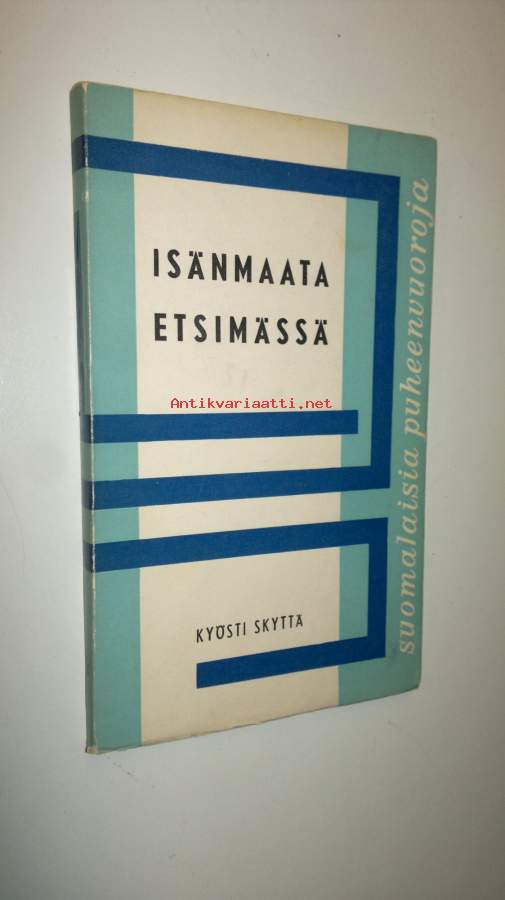 ISÄNMAATA
ETSIMÄSSÄ
Antikvariaatti.net
KYÖSTI SKYTTÄ
suomalaisia puheenvuoroja